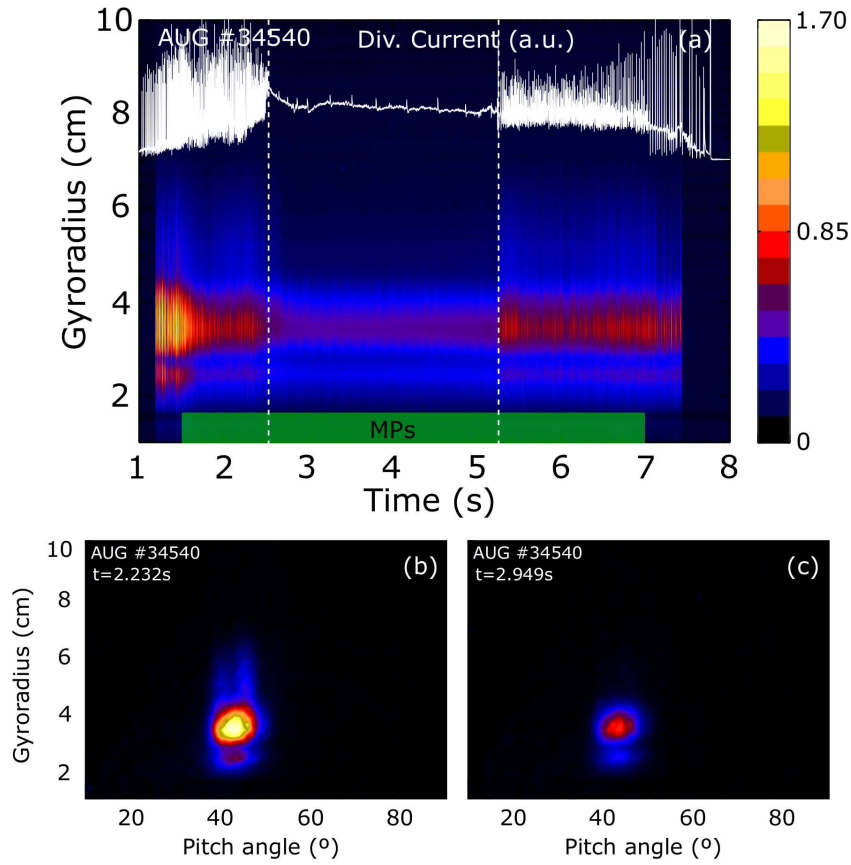 AUG #34540 Div. Current (a.u.) (a)
10
8
6
4
2
Gyroradius (cm)
MPs
1 2 3 4 5 6 7 8
Time (s)
1.70
0.85
0
AUG #34540
t=2.232s
(b)
10
8
6
4
2
Gyroradius (cm)
20 40 60 80
Pitch angle (º)
AUG #34540
t=2.949s
(c)
20 40 60 80
Pitch angle (º)